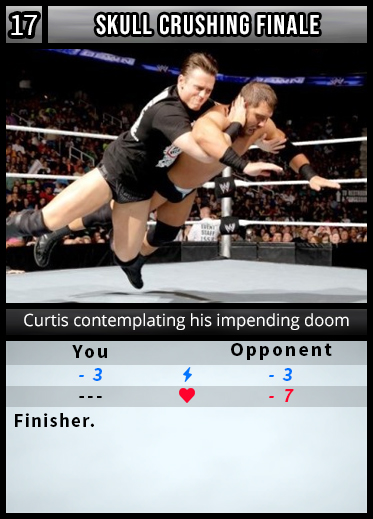 17 SKULL CRUSHING FINALE
Curtis contemplating his impending doom
You Opponent
- 3 - 3
--- - 7
Finisher.